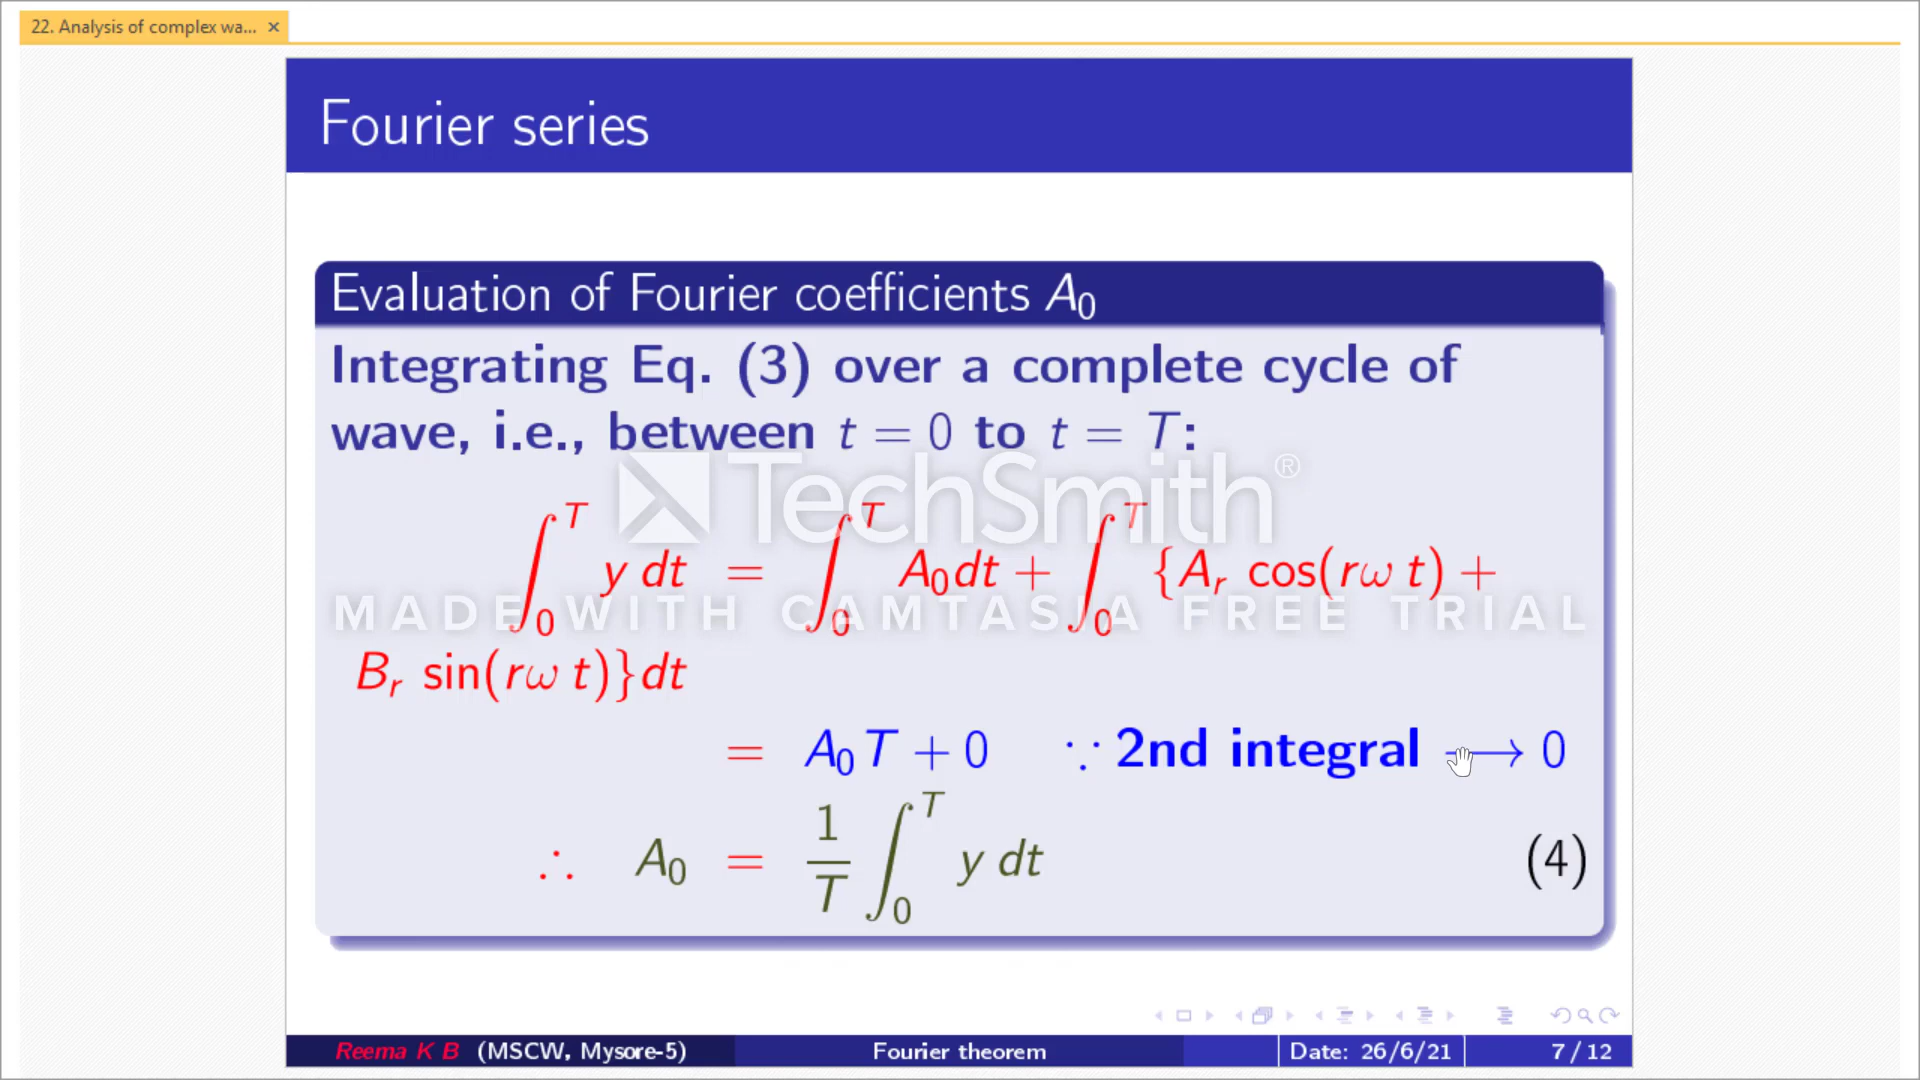 22. Analysis of complex wa... ×
Fourier series
Evaluation of Fourier coefficients A₀
Integrating Eq. (3) over a complete cycle of
wave, i.e., between t = 0 to t = T:
TechSmith®
∫₀ᵀ y dt = ∫₀ᵀ A₀dt + ∫₀ᵀ {Aᵣ cos(rω t) +
MADE WITH CAMTASIA FREE TRIAL
Bᵣ sin(rω t)}dt
= A₀T + 0 ∵ 2nd integral ⟶ 0
∴ A₀ = 1/T ∫₀ᵀ y dt (4)
Reema K B (MSCW, Mysore-5) Fourier theorem Date: 26/6/21 7 / 12